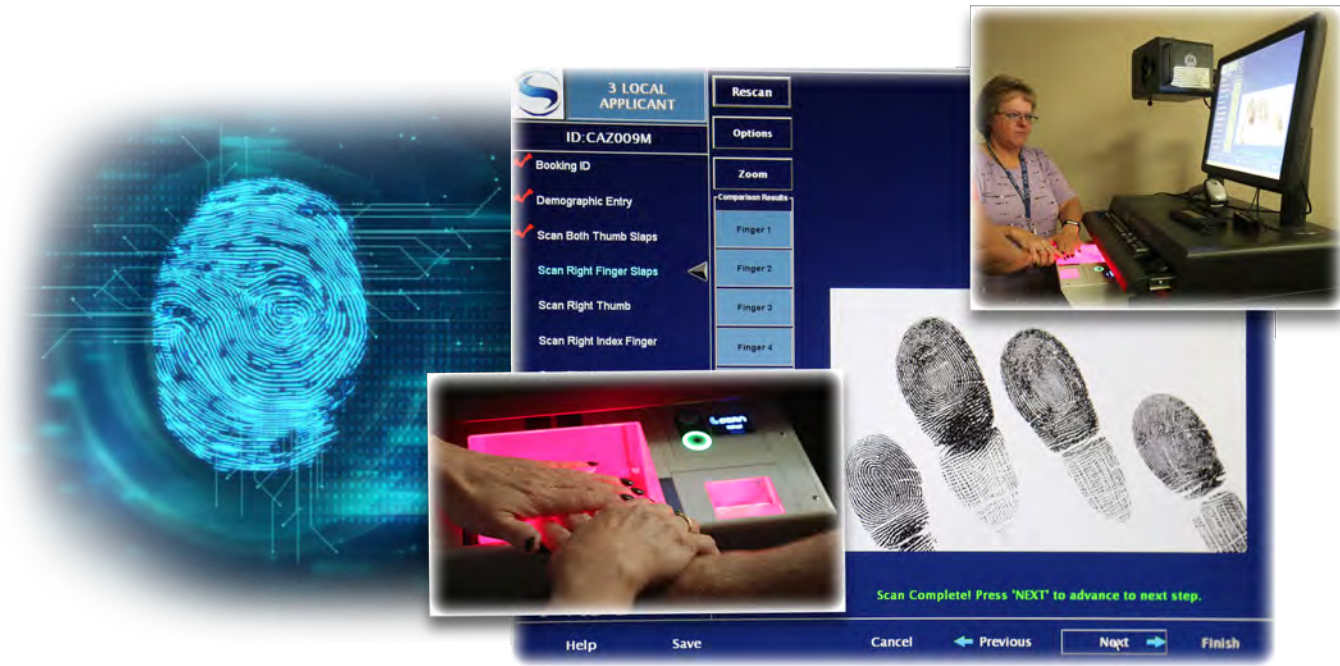 3 LOCAL
APPLICANT
ID:CAZ009M
Booking ID
Demographic Entry
Scan Both Thumb Slaps
Scan Right Finger Slaps
Scan Right Thumb
Scan Right Index Finger
Rescan
Options
Zoom
Comparison Results
Finger 1
Finger 2
Finger 3
Finger 4
Scan Complete! Press 'NEXT' to advance to next step.
Help
Save
Cancel
Previous
Next
Finish